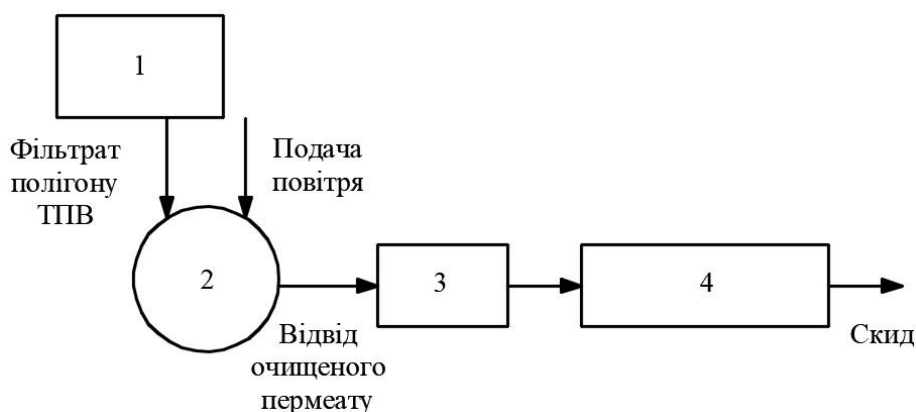 1
Фільтрат
полігону
ТПВ
Подача
повітря
2
Відвід
очищеного
пермеату
3
4
Скид